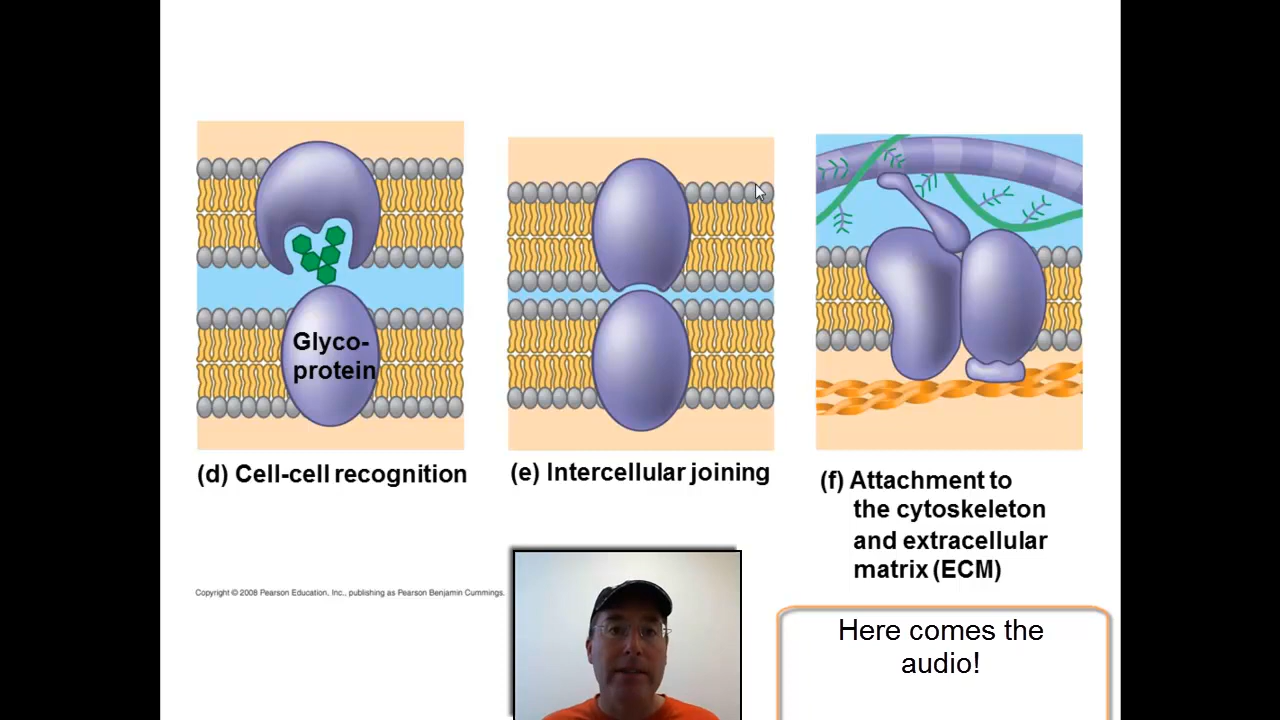 Glyco-
protein
(d) Cell-cell recognition
(e) Intercellular joining
(f) Attachment to
the cytoskeleton
and extracellular
matrix (ECM)
Copyright © 2008 Pearson Education, Inc., publishing as Pearson Benjamin Cummings.
Here comes the
audio!